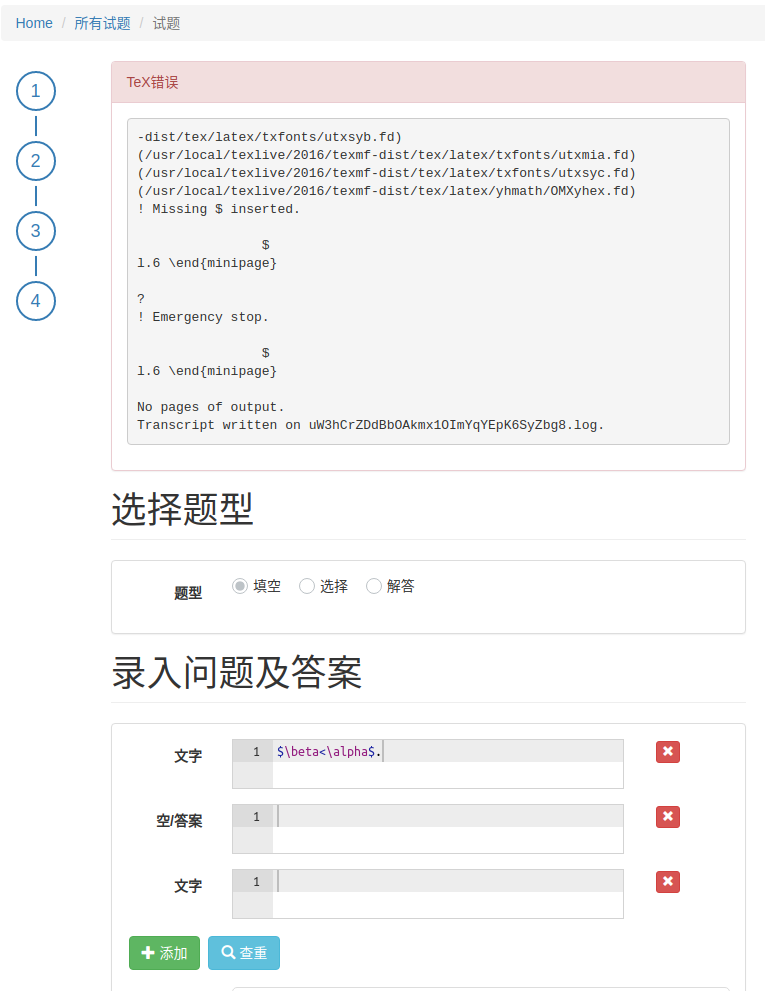 Home / 所有试题 / 试题
1
2
3
4
TeX错误
-dist/tex/latex/txfonts/utxsyb.fd)
(/usr/local/texlive/2016/texmf-dist/tex/latex/txfonts/utxmia.fd)
(/usr/local/texlive/2016/texmf-dist/tex/latex/txfonts/utxsyc.fd)
(/usr/local/texlive/2016/texmf-dist/tex/latex/yhmath/OMXyhex.fd)
! Missing $ inserted.
$
l.6 \end{minipage}
?
! Emergency stop.
$
l.6 \end{minipage}
No pages of output.
Transcript written on uW3hCrZDdBbOAkmx1OImYqYEpK6SyZbg8.log.
选择题型
题型 填空 选择 解答
录入问题及答案
文字 1 $\beta<\alpha$.
空/答案 1
文字 1
添加 查重